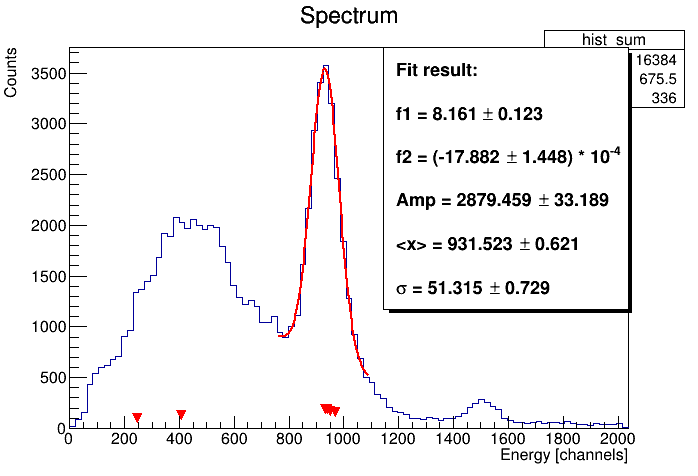 Spectrum
Counts
hist_sum
16384
675.5
336
Fit result:
f1 = 8.161 ± 0.123
f2 = (-17.882 ± 1.448) * 10⁻⁴
Amp = 2879.459 ± 33.189
<x> = 931.523 ± 0.621
σ = 51.315 ± 0.729
3500
3000
2500
2000
1500
1000
500
0
0 200 400 600 800 1000 1200 1400 1600 1800 2000
Energy [channels]